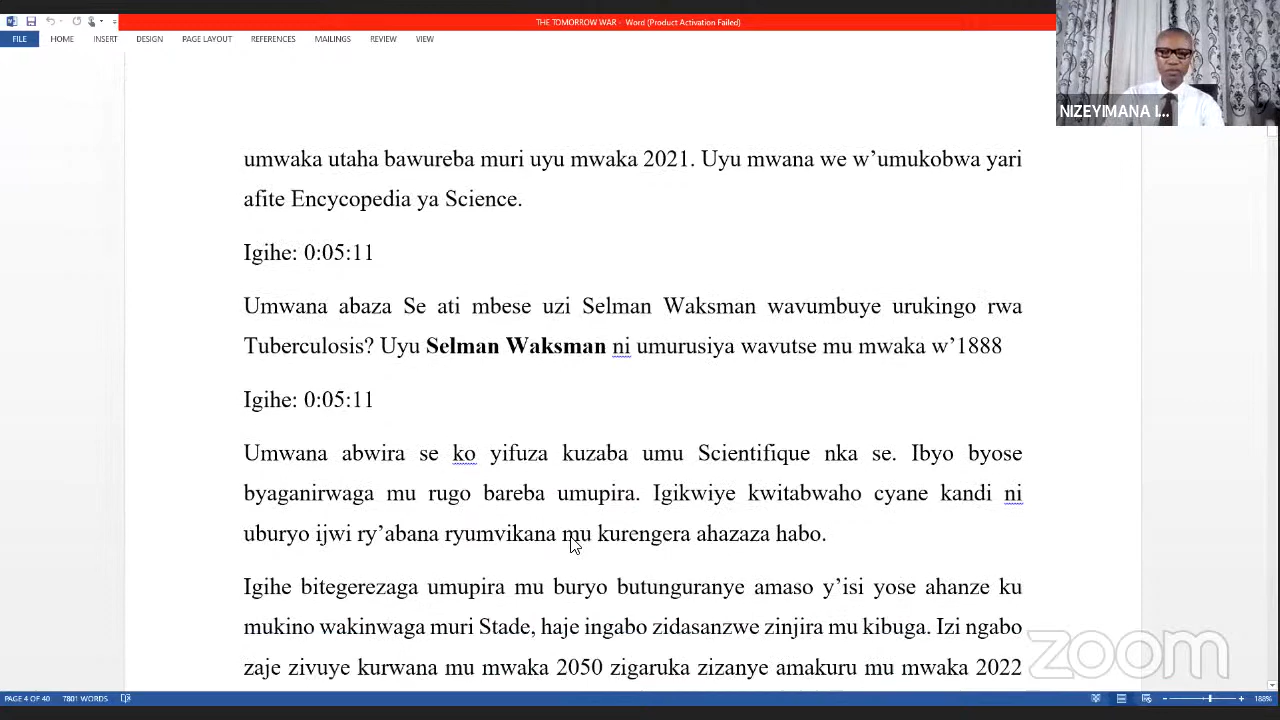 THE TOMORROW WAR - Word (Product Activation Failed)
FILE HOME INSERT DESIGN PAGE LAYOUT REFERENCES MAILINGS REVIEW VIEW
NIZEYIMANA I...
umwaka utaha bawureba muri uyu mwaka 2021. Uyu mwana we w’umukobwa yari
afite Encycopedia ya Science.
Igihe: 0:05:11
Umwana abaza Se ati mbese uzi Selman Waksman wavumbuye urukingo rwa
Tuberculosis? Uyu Selman Waksman ni umurusiya wavutse mu mwaka w’1888
Igihe: 0:05:11
Umwana abwira se ko yifuza kuzaba umu Scientifique nka se. Ibyo byose
byaganirwaga mu rugo bareba umupira. Igikwiye kwitabwaho cyane kandi ni
uburyo ijwi ry’abana ryumvikana mu kurengera ahazaza habo.
Igihe bitegerezaga umupira mu buryo butunguranye amaso y’isi yose ahanze ku
mukino wakinwaga muri Stade, haje ingabo zidasanzwe zinjira mu kibuga. Izi ngabo
zaje zivuye kurwana mu mwaka 2050 zigaruka zizanye amakuru mu mwaka 2022
zoom
PAGE 4 OF 40 7801 WORDS
188%